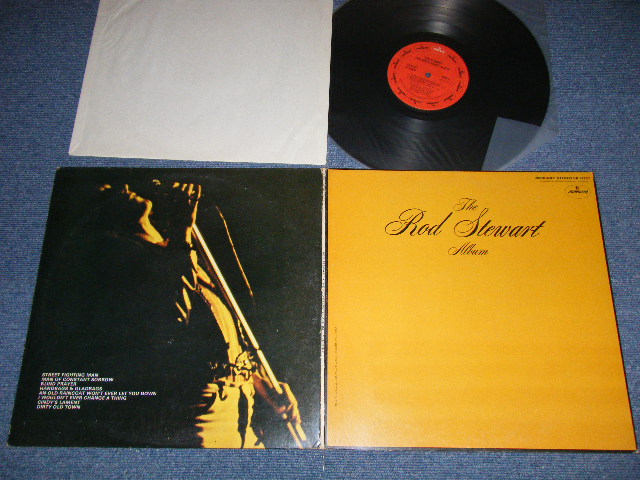 The
Rod Stewart
Album
STREET FIGHTING MAN
MAN OF CONSTANT SORROW
BLIND PRAYER
HANDBAGS & GLADRAGS
AN OLD RAINCOAT WON'T EVER LET YOU DOWN
I WOULDN'T EVER CHANGE A THING
CINDY'S LAMENT
DIRTY OLD TOWN